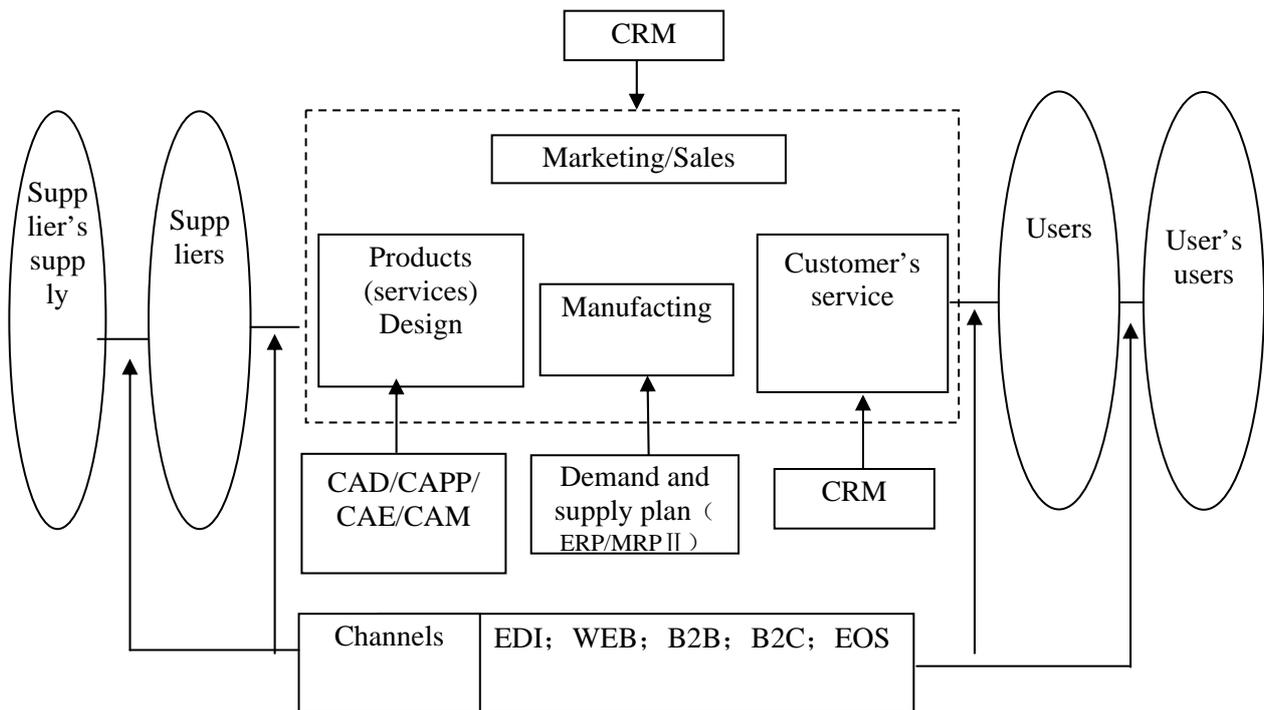 CRM
Marketing/Sales
Supp
lier’s
supp
ly
Supp
liers
Products
(services)
Design
Manufacting
Customer’s
service
Users
User’s
users
CAD/CAPP/
CAE/CAM
Demand and
supply plan（
ERP/MRPⅡ）
CRM
Channels
EDI；WEB；B2B；B2C；EOS